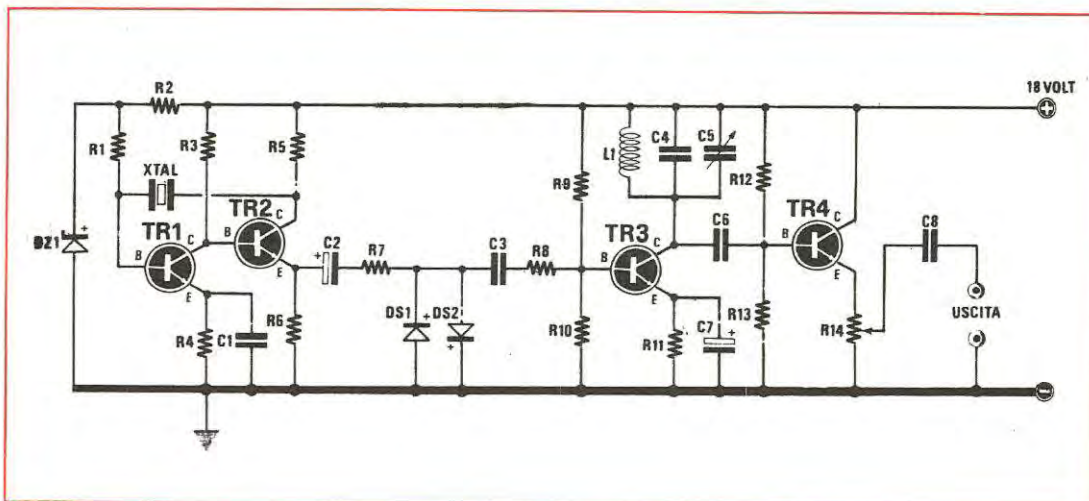 18 VOLT
R2
R1
R3
R5
XTAL
L1
C4
C5
R12
R9
TR1
TR2
TR3
TR4
DZ1
B
C
E
B
C
E
C2
R7
C3
R8
B
C
E
C6
B
C
E
C8
R4
C1
R6
DS1
DS2
R10
R11
C7
R13
R14
USCITA